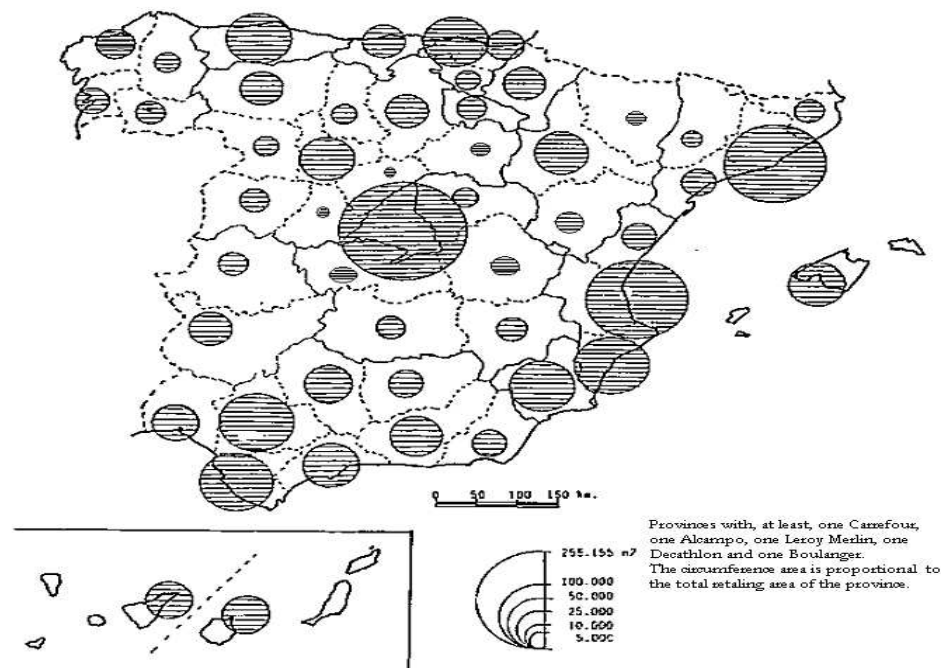 0 50 100 150 km.
Provinces with, at least, one Carrefour,
one Alcampo, one Leroy Merlin, one
Decathlon and one Boulanger.
The circumference area is proportional to
the total retaling area of the province.
255.155 m2
100.000
50.000
25.000
10.000
5.000